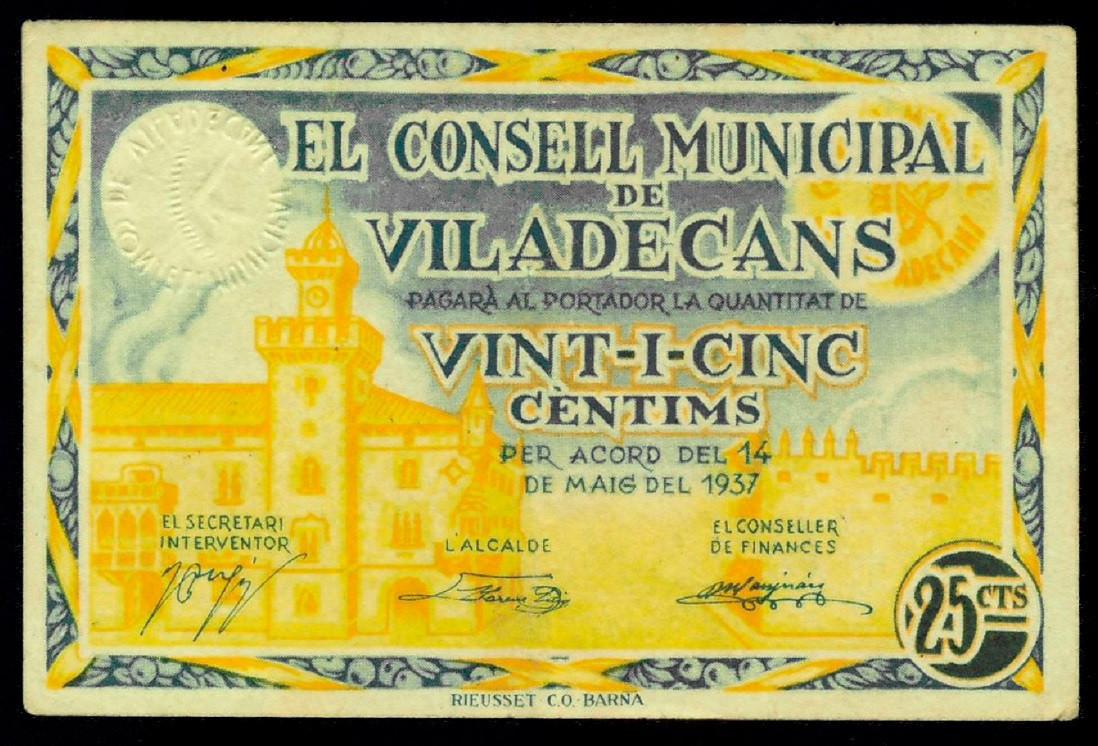 EL CONSELL MUNICIPAL
DE
VILADECANS
PAGARÀ AL PORTADOR LA QUANTITAT DE
VINT-I-CINC
CÈNTIMS
PER ACORD DEL 14
DE MAIG DEL 1937
EL SECRETARI
INTERVENTOR
L'ALCALDE
EL CONSELLER
DE FINANCES
25 CTS
RIEUSSET C.O. BARNA